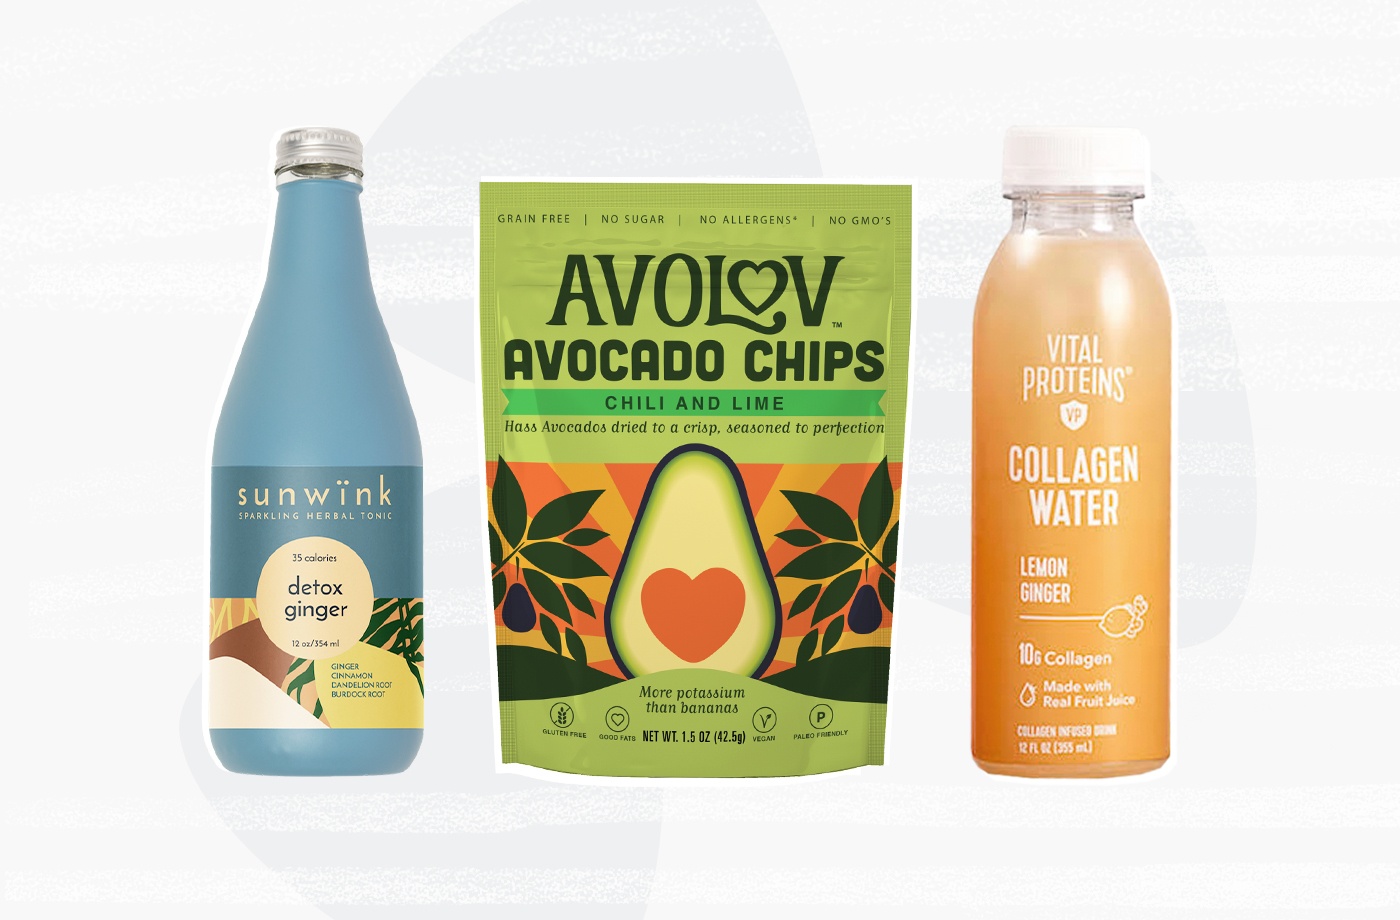 sunwïnk
SPARKLING HERBAL TONIC
35 calories
detox
ginger
12 oz/354 ml
GINGER
CINNAMON
DANDELION ROOT
BURDOCK ROOT
GRAIN FREE | NO SUGAR | NO ALLERGENS* | NO GMO'S
AVOLOV™
AVOCADO CHIPS
CHILI AND LIME
Hass Avocados dried to a crisp, seasoned to perfection
More potassium
than bananas
GLUTEN FREE
GOOD FATS
NET WT. 1.5 OZ (42.5g)
V
VEGAN
P
PALEO FRIENDLY
VITAL
PROTEINS®
VP
COLLAGEN
WATER
LEMON
GINGER
10G Collagen
Made with
Real Fruit Juice
COLLAGEN INFUSED DRINK
12 FL OZ (355 mL)